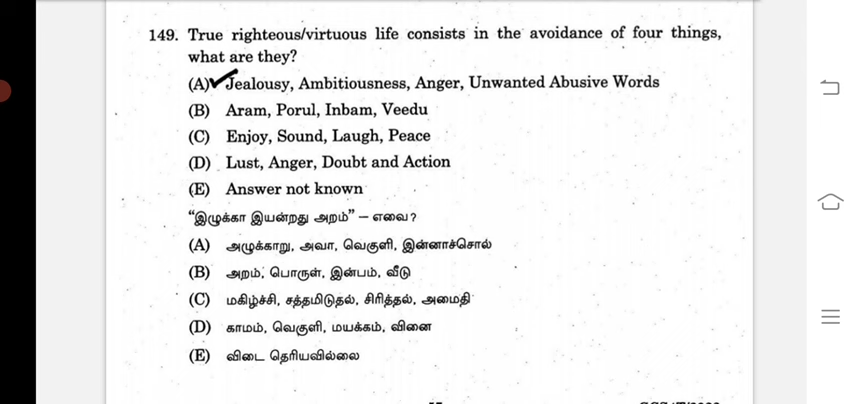 149. True righteous/virtuous life consists in the avoidance of four things,
what are they?
(A) Jealousy, Ambitiousness, Anger, Unwanted Abusive Words
(B) Aram, Porul, Inbam, Veedu
(C) Enjoy, Sound, Laugh, Peace
(D) Lust, Anger, Doubt and Action
(E) Answer not known
“இழுக்கா இயன்றது அறம்” – எவை?
(A) அழுக்காறு, அவா, வெகுளி, இன்னாச்சொல்
(B) அறம், பொருள், இன்பம், வீடு
(C) மகிழ்ச்சி, சத்தமிடுதல், சிரித்தல், அமைதி
(D) காமம், வெகுளி, மயக்கம், வினை
(E) விடை தெரியவில்லை